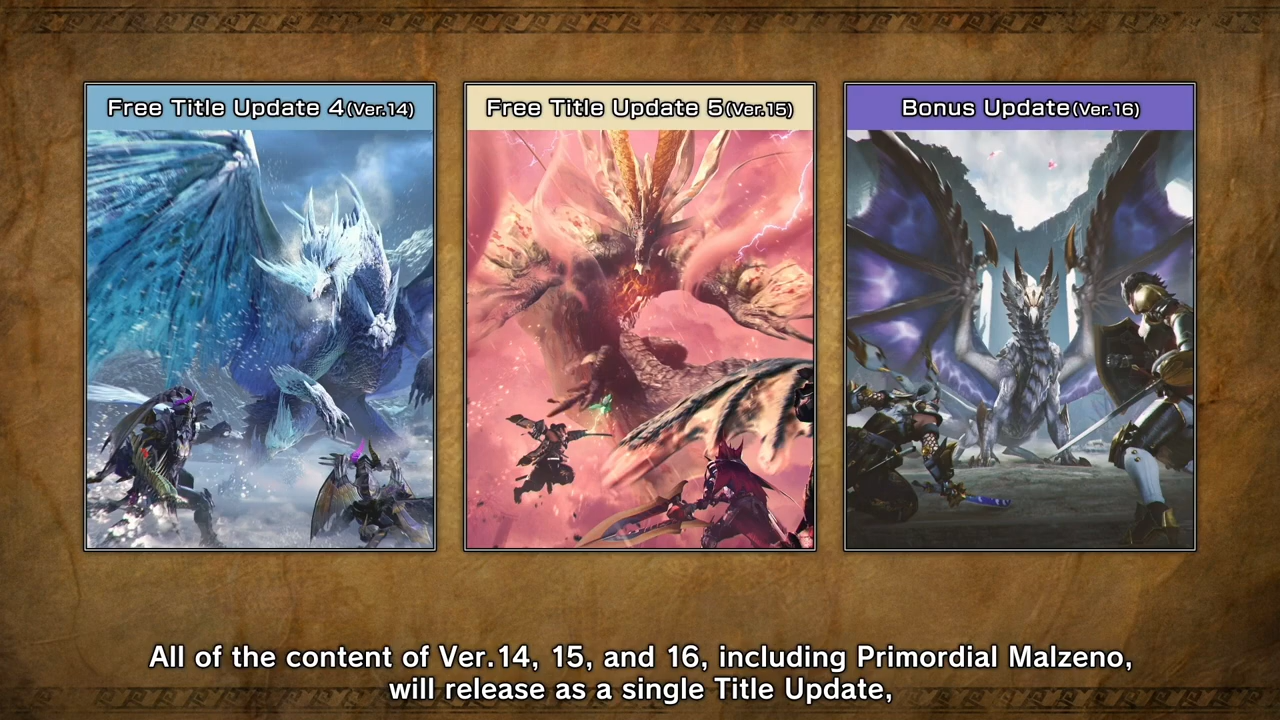 Free Title Update 4(Ver.14)
Free Title Update 5(Ver.15)
Bonus Update(Ver.16)
All of the content of Ver.14, 15, and 16, including Primordial Malzeno,
will release as a single Title Update,